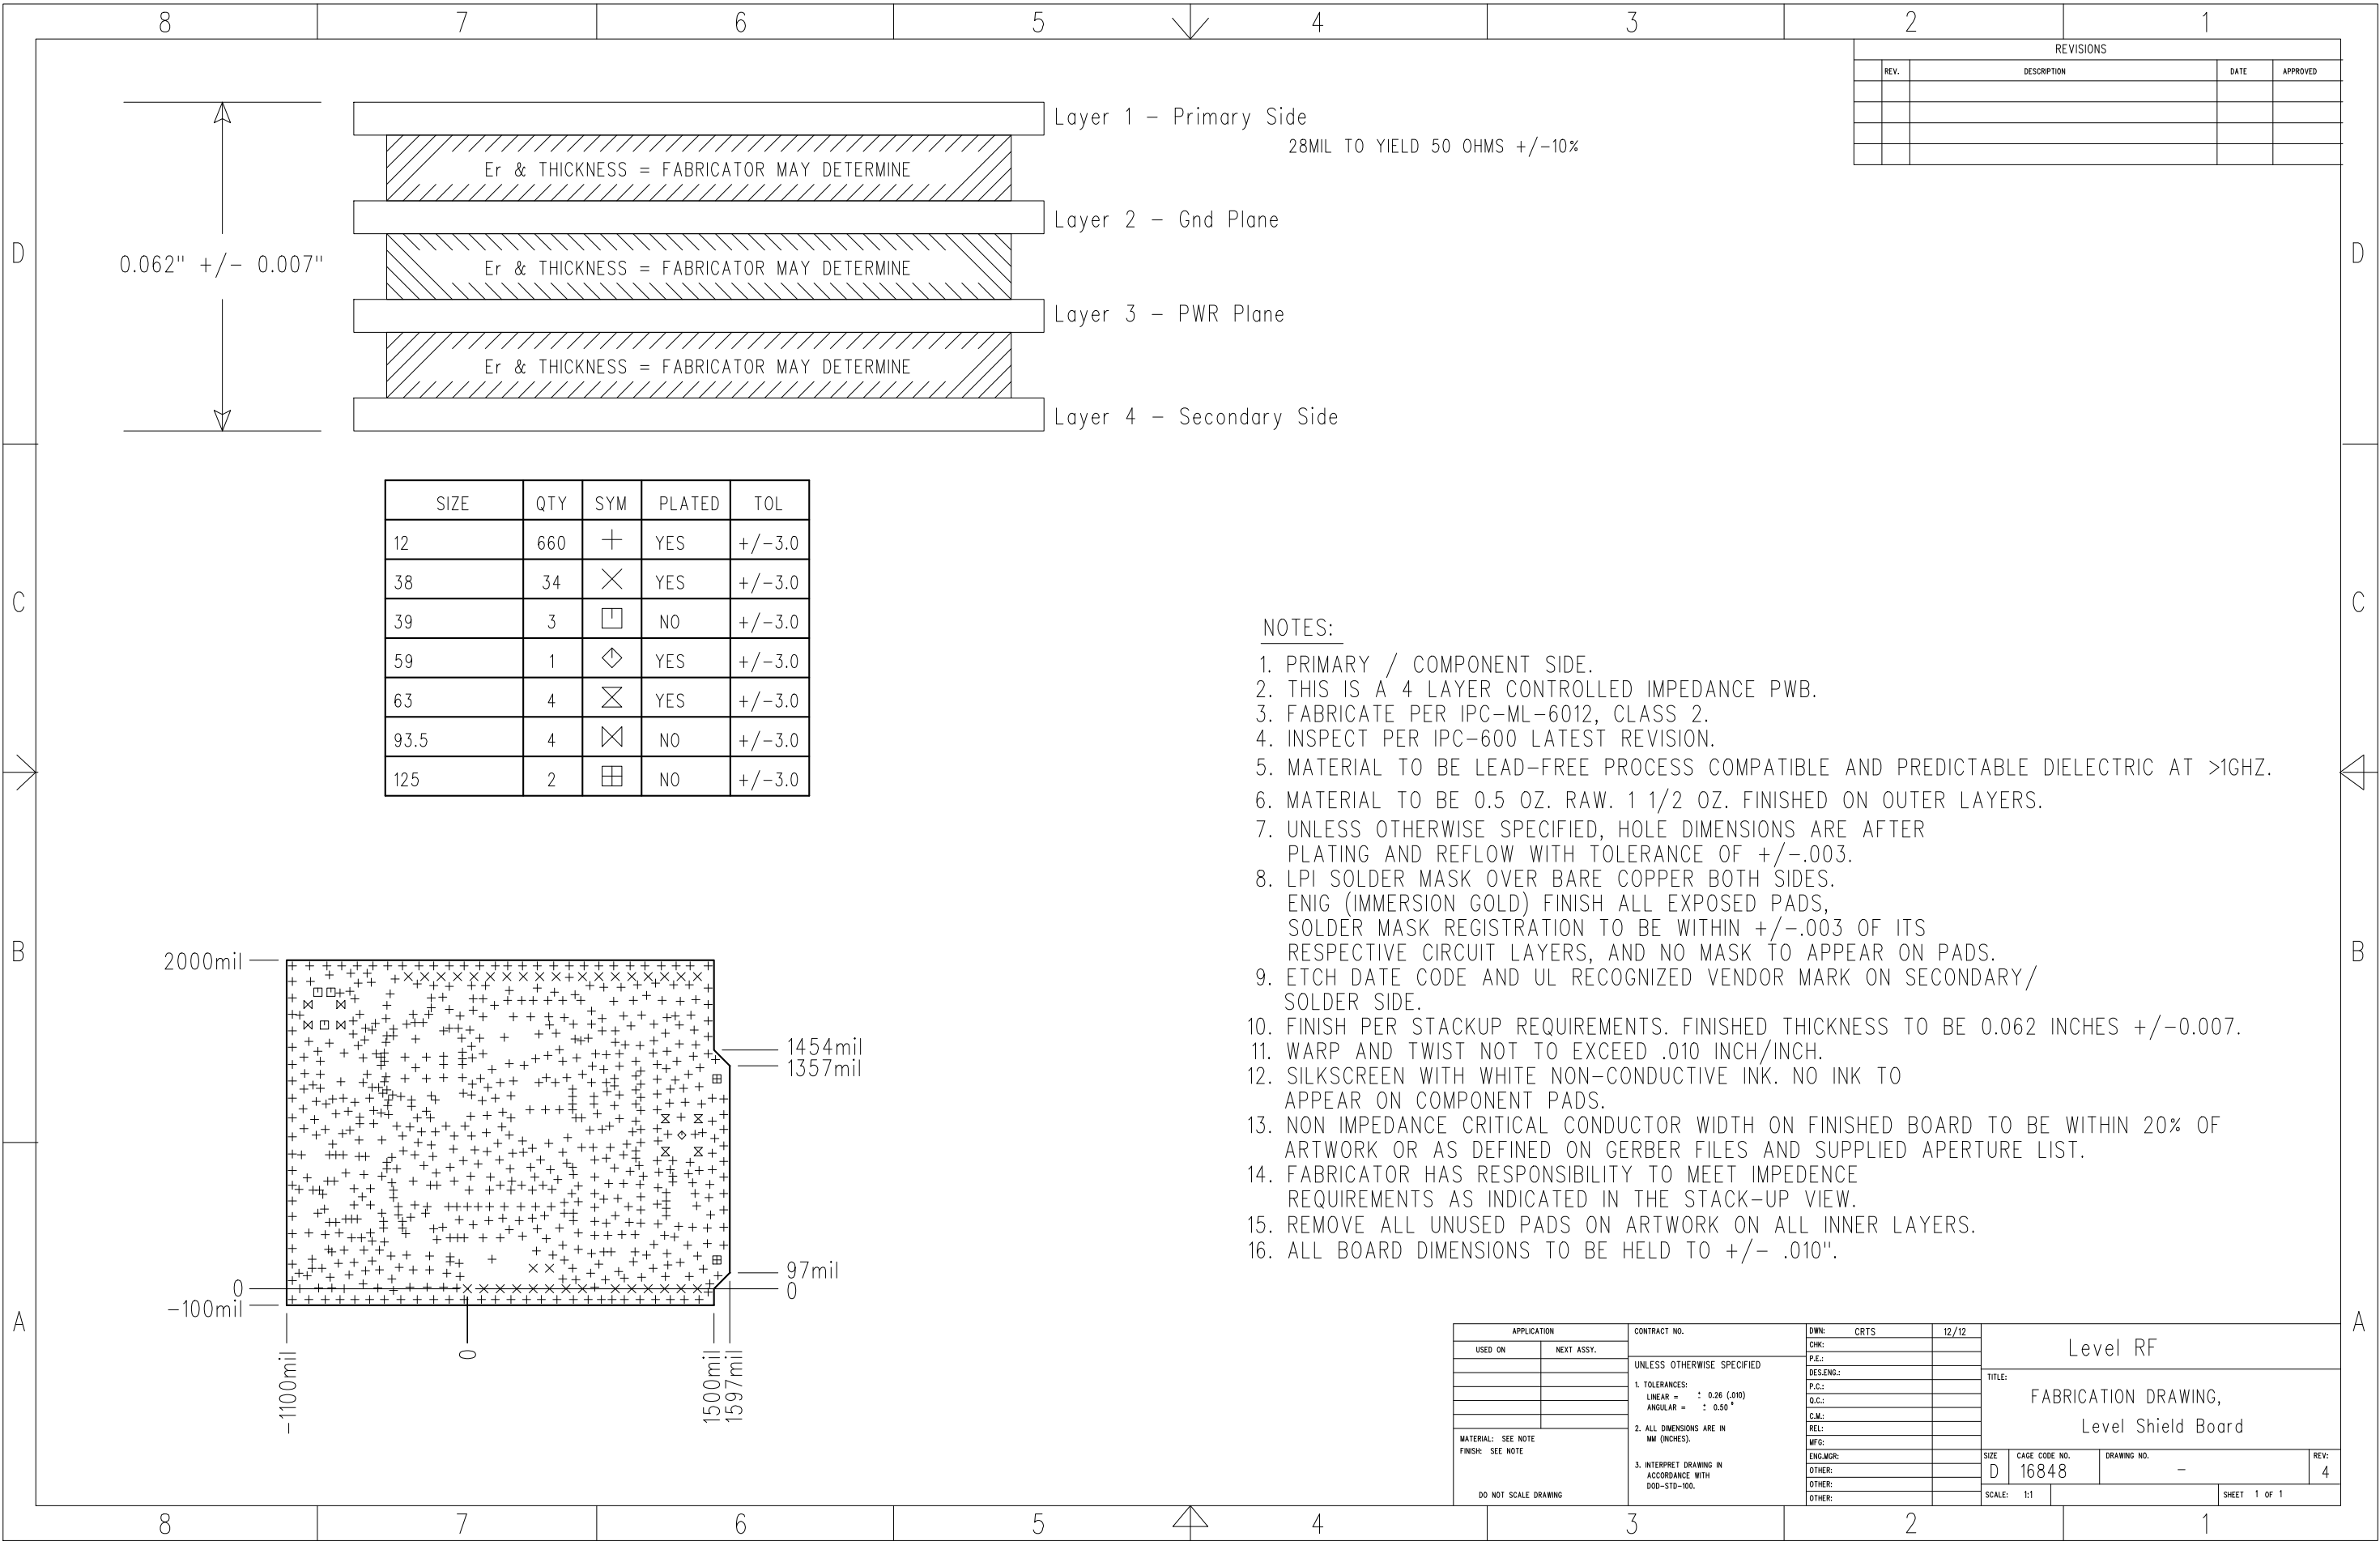 8 7 6 5 4 3 2 1
REVISIONS
REV. DESCRIPTION DATE APPROVED
Layer 1 - Primary Side
28MIL TO YIELD 50 OHMS +/-10%
Er & THICKNESS = FABRICATOR MAY DETERMINE
Layer 2 - Gnd Plane
D 0.062" +/- 0.007" Er & THICKNESS = FABRICATOR MAY DETERMINE D
Layer 3 - PWR Plane
Er & THICKNESS = FABRICATOR MAY DETERMINE
Layer 4 - Secondary Side
SIZE QTY SYM PLATED TOL
12 660 YES +/-3.0
38 34 YES +/-3.0
39 3 NO +/-3.0
59 1 YES +/-3.0
63 4 YES +/-3.0
93.5 4 NO +/-3.0
125 2 NO +/-3.0
C C
NOTES:
1. PRIMARY / COMPONENT SIDE.
2. THIS IS A 4 LAYER CONTROLLED IMPEDANCE PWB.
3. FABRICATE PER IPC-ML-6012, CLASS 2.
4. INSPECT PER IPC-600 LATEST REVISION.
5. MATERIAL TO BE LEAD-FREE PROCESS COMPATIBLE AND PREDICTABLE DIELECTRIC AT >1GHZ.
6. MATERIAL TO BE 0.5 OZ. RAW. 1 1/2 OZ. FINISHED ON OUTER LAYERS.
7. UNLESS OTHERWISE SPECIFIED, HOLE DIMENSIONS ARE AFTER
PLATING AND REFLOW WITH TOLERANCE OF +/-.003.
8. LPI SOLDER MASK OVER BARE COPPER BOTH SIDES.
ENIG (IMMERSION GOLD) FINISH ALL EXPOSED PADS,
SOLDER MASK REGISTRATION TO BE WITHIN +/-.003 OF ITS
RESPECTIVE CIRCUIT LAYERS, AND NO MASK TO APPEAR ON PADS.
9. ETCH DATE CODE AND UL RECOGNIZED VENDOR MARK ON SECONDARY/
SOLDER SIDE.
10. FINISH PER STACKUP REQUIREMENTS. FINISHED THICKNESS TO BE 0.062 INCHES +/-0.007.
11. WARP AND TWIST NOT TO EXCEED .010 INCH/INCH.
12. SILKSCREEN WITH WHITE NON-CONDUCTIVE INK. NO INK TO
APPEAR ON COMPONENT PADS.
13. NON IMPEDANCE CRITICAL CONDUCTOR WIDTH ON FINISHED BOARD TO BE WITHIN 20% OF
ARTWORK OR AS DEFINED ON GERBER FILES AND SUPPLIED APERTURE LIST.
14. FABRICATOR HAS RESPONSIBILITY TO MEET IMPEDENCE
REQUIREMENTS AS INDICATED IN THE STACK-UP VIEW.
15. REMOVE ALL UNUSED PADS ON ARTWORK ON ALL INNER LAYERS.
16. ALL BOARD DIMENSIONS TO BE HELD TO +/- .010".
B B
2000mil
1454mil
1357mil
97mil
0 0
-100mil
-1100mil
0
1500mil
1597mil
A A
APPLICATION
USED ON NEXT ASSY.
MATERIAL: SEE NOTE
FINISH: SEE NOTE
DO NOT SCALE DRAWING
CONTRACT NO.
UNLESS OTHERWISE SPECIFIED
1. TOLERANCES:
LINEAR = ± 0.26 (.010)
ANGULAR = ± 0.50 °
2. ALL DIMENSIONS ARE IN
MM (INCHES).
3. INTERPRET DRAWING IN
ACCORDANCE WITH
DOD-STD-100.
DWN: CRTS 12/12
CHK:
P.E.:
DES.ENG.:
P.C.:
Q.C.:
C.M.:
REL:
MFG:
ENG.MGR:
OTHER:
OTHER:
OTHER:
Level RF
TITLE:
FABRICATION DRAWING,
Level Shield Board
SIZE CAGE CODE NO. DRAWING NO. REV:
D 16848 - 4
SCALE: 1:1 SHEET 1 OF 1
8 7 6 5 4 3 2 1